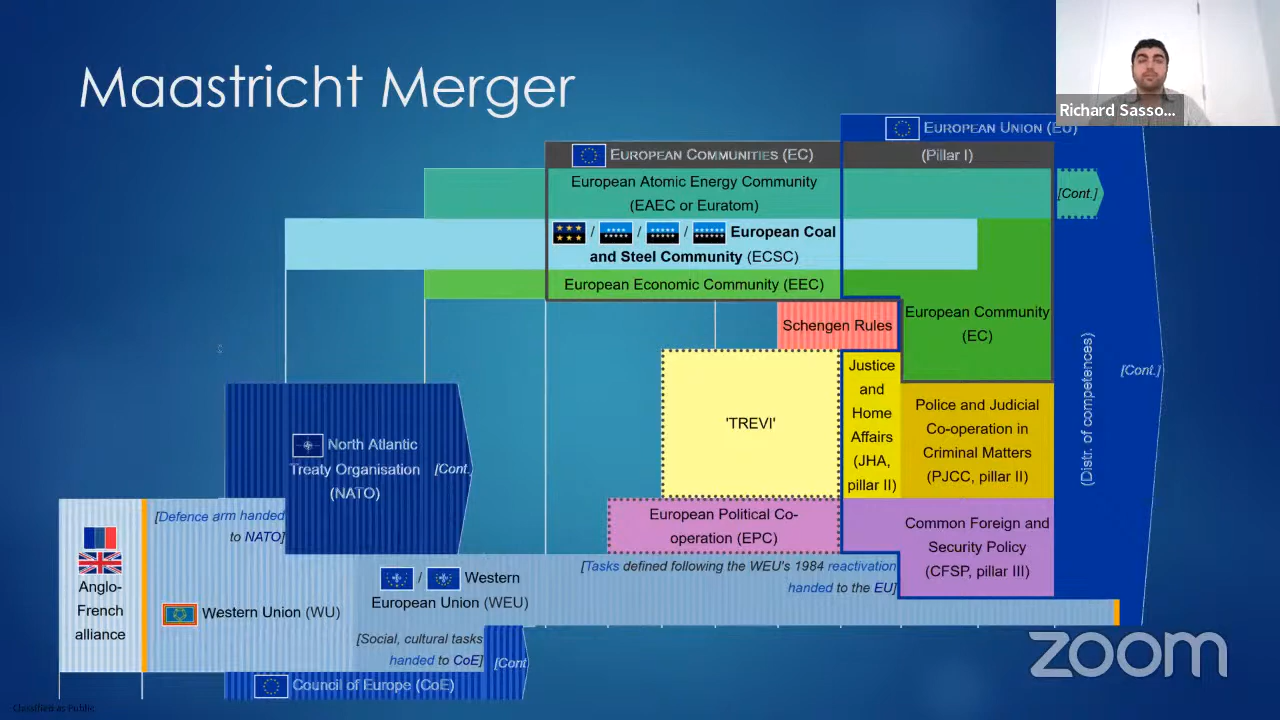 Maastricht Merger
Richard Sasso...
EUROPEAN UNION (EU)
EUROPEAN COMMUNITIES (EC)
(Pillar I)
European Atomic Energy Community
(EAEC or Euratom)
[Cont.]
/ / / European Coal
and Steel Community (ECSC)
European Economic Community (EEC)
Schengen Rules
European Community
(EC)
Justice
and
Home
Affairs
(JHA,
pillar II)
[Cont.]
(Distr. of competences)
'TREVI'
Police and Judicial
Co-operation in
Criminal Matters
(PJCC, pillar II)
North Atlantic
Treaty Organisation
(NATO)
[Cont.
European Political Co-
operation (EPC)
Common Foreign and
Security Policy
(CFSP, pillar III)
[Defence arm handed
to NATO]
[Tasks defined following the WEU's 1984 reactivation
handed to the EU]
Anglo-
French
alliance
Western Union (WU)
/ Western
European Union (WEU)
[Social, cultural tasks
handed to CoE]
[Cont.
Council of Europe (CoE)
zoom
Classified as Public